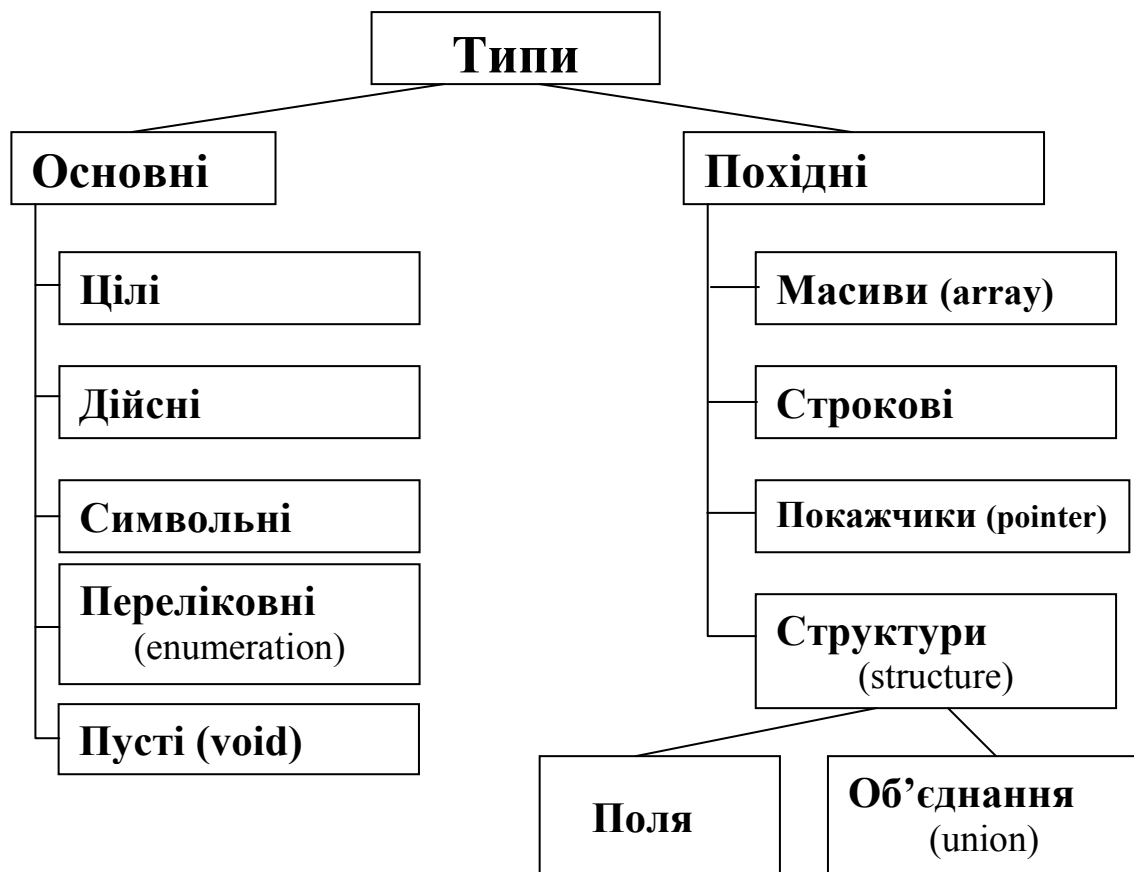 Типи
Основні
Цілі
Дійсні
Символьні
Переліковні
(enumeration)
Пусті (void)
Похідні
Масиви (array)
Строкові
Покажчики (pointer)
Структури
(structure)
Поля
Об’єднання
(union)